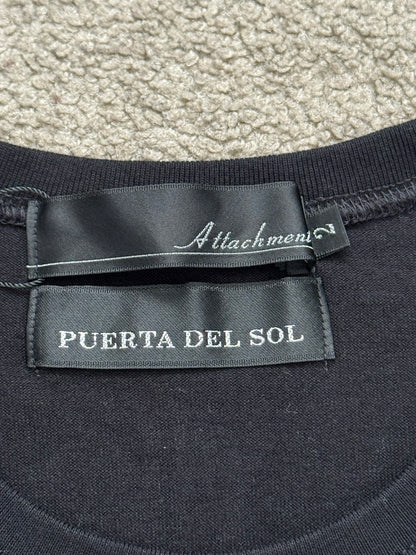 Attachment
2
PUERTA DEL SOL